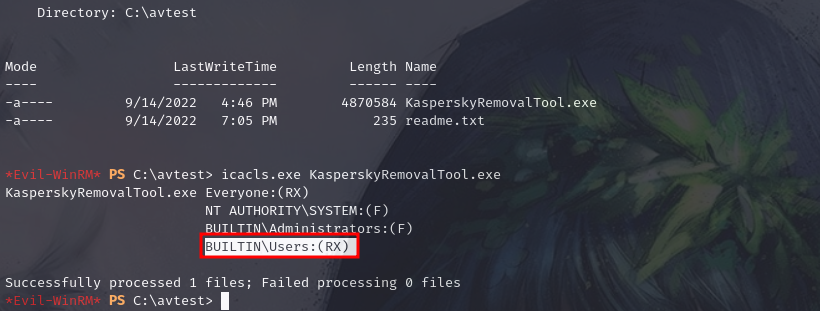 Directory: C:\avtest
Mode                 LastWriteTime         Length Name
----                 -------------         ------ ----
-a----         9/14/2022   4:46 PM        4870584 KasperskyRemovalTool.exe
-a----         9/14/2022   7:05 PM            235 readme.txt
*Evil-WinRM* PS C:\avtest> icacls.exe KasperskyRemovalTool.exe
KasperskyRemovalTool.exe Everyone:(RX)
                         NT AUTHORITY\SYSTEM:(F)
                         BUILTIN\Administrators:(F)
                         BUILTIN\Users:(RX)
Successfully processed 1 files; Failed processing 0 files
*Evil-WinRM* PS C:\avtest>